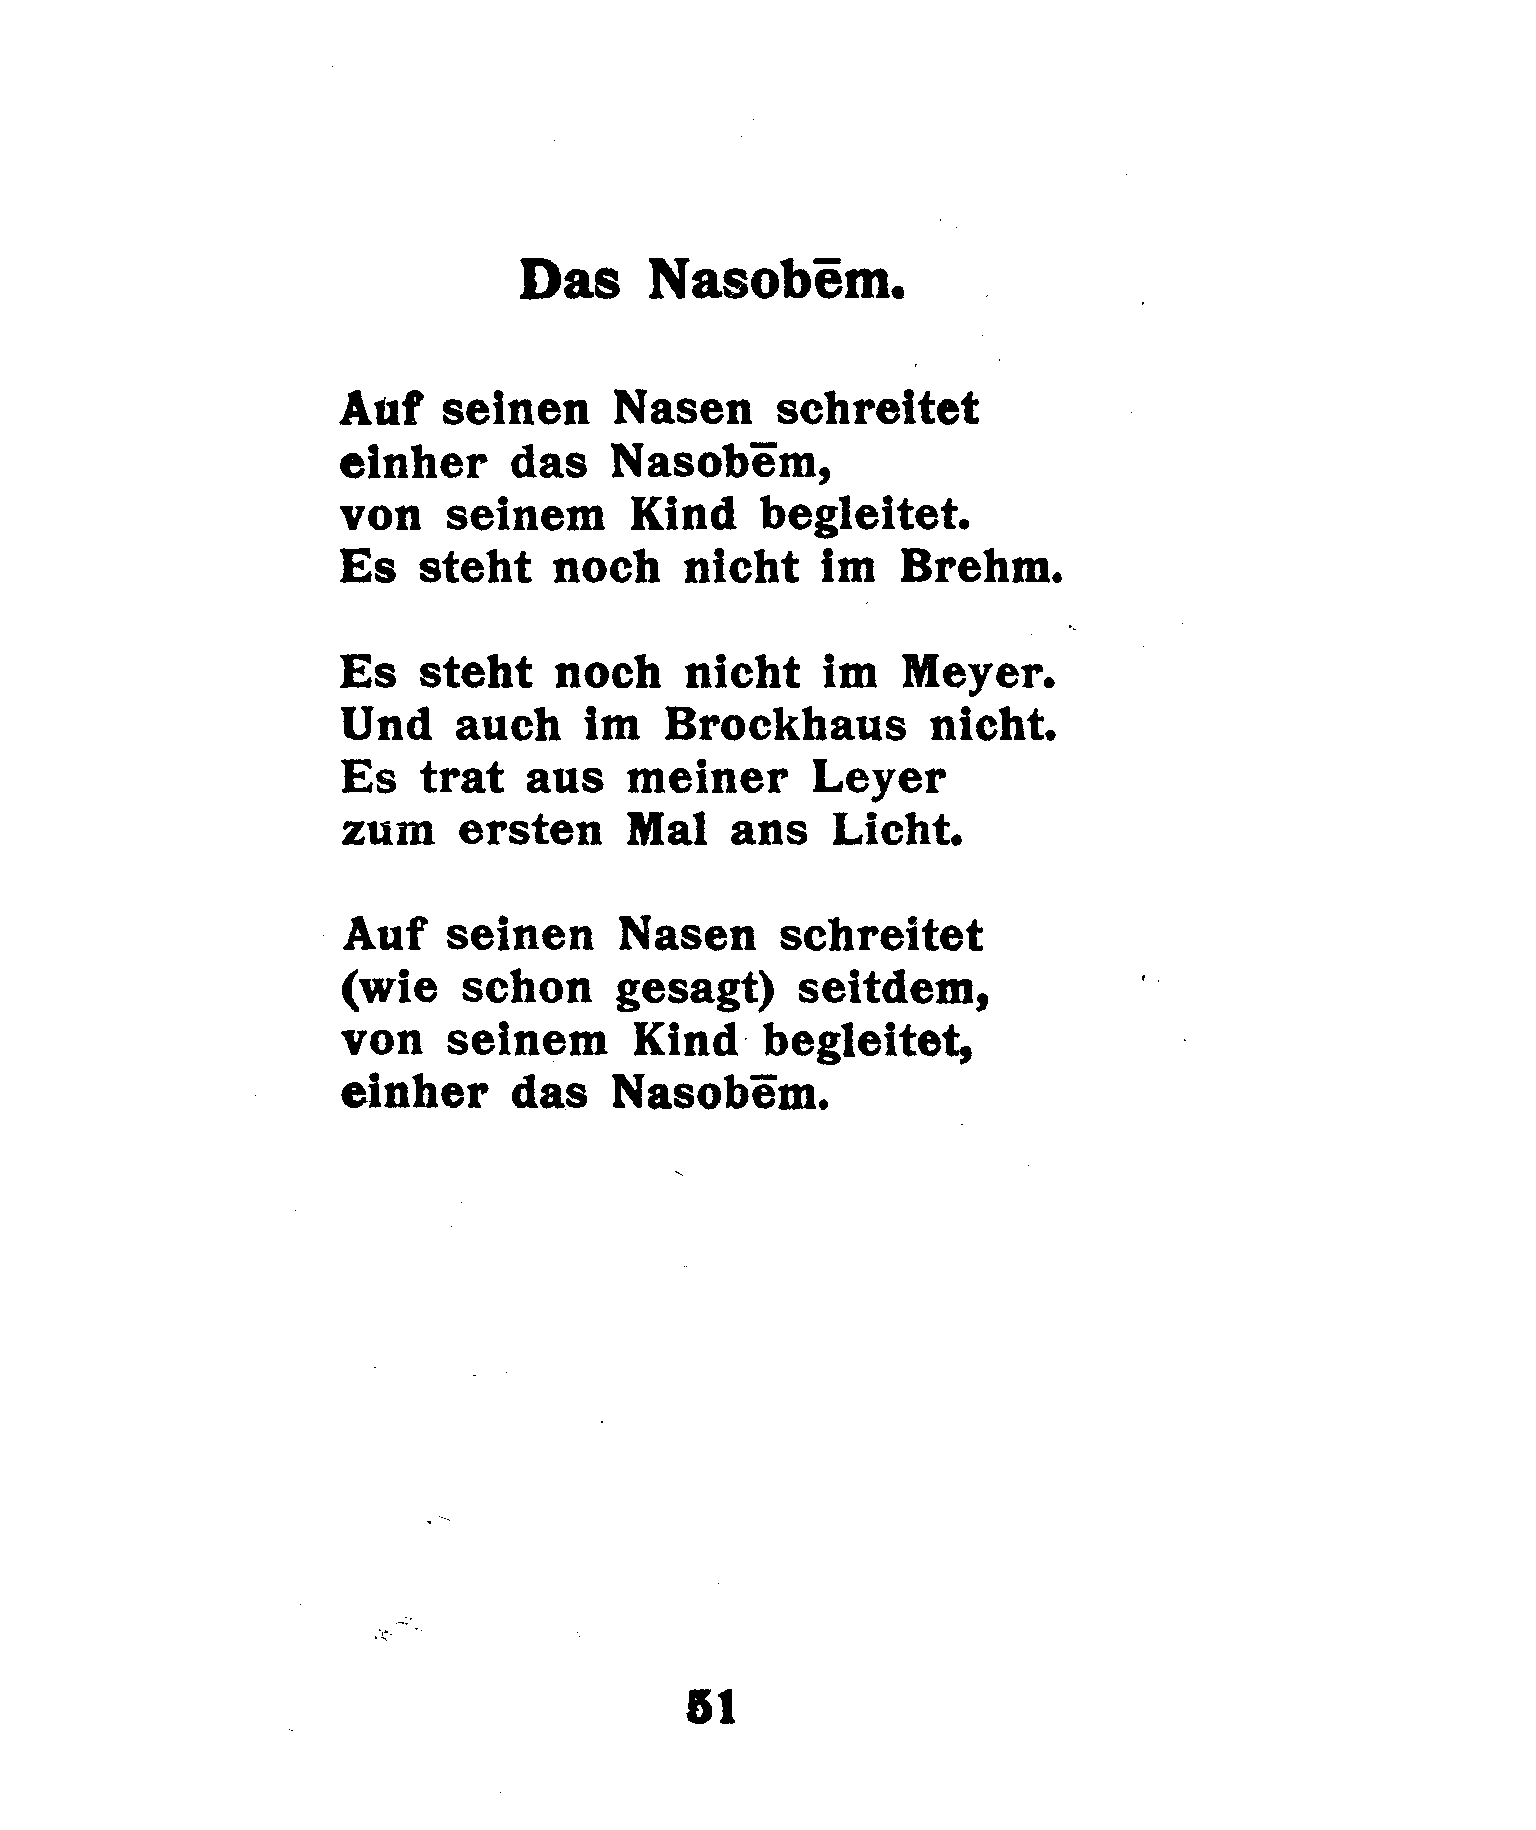 Das Nasobēm.
Auf seinen Nasen schreitet
einher das Nasobēm,
von seinem Kind begleitet.
Es steht noch nicht im Brehm.
Es steht noch nicht im Meyer.
Und auch im Brockhaus nicht.
Es trat aus meiner Leyer
zum ersten Mal ans Licht.
Auf seinen Nasen schreitet
(wie schon gesagt) seitdem,
von seinem Kind begleitet,
einher das Nasobēm.
51